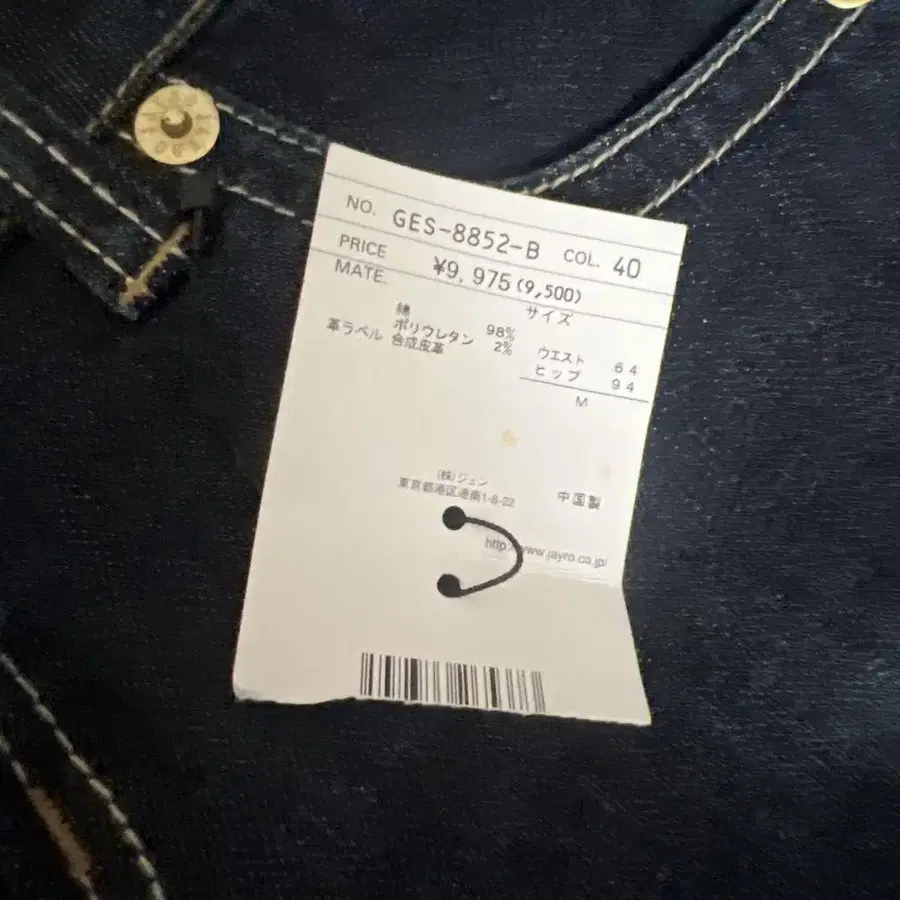 NO. GES-8852-B COL. 40
PRICE ¥9,975(9,500)
MATE. サイズ
綿 98%
ポリウレタン 2%
革ラベル 合成皮革
ウエスト 64
ヒップ 94
M
(株)ジュン
東京都港区港南1-8-22
中国製
http://www.jayro.co.jp/